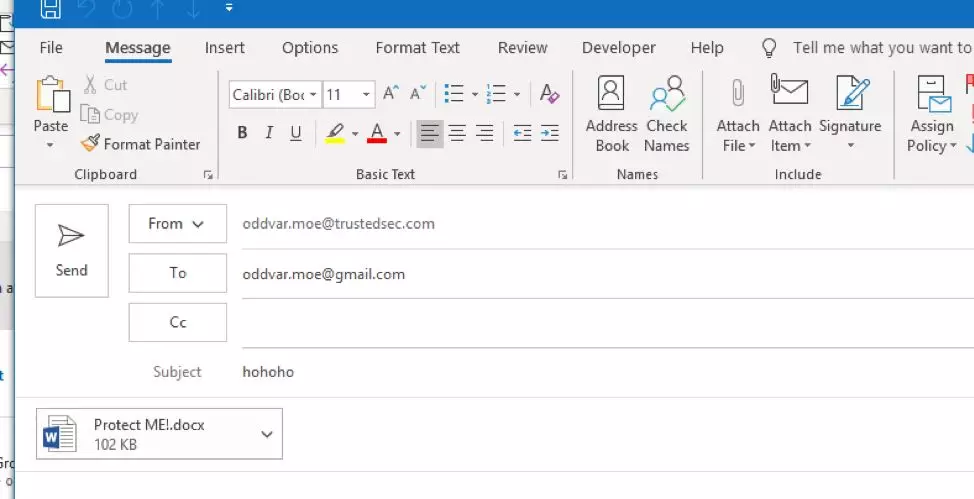 File Message Insert Options Format Text Review Developer Help Tell me what you want to
Paste
Cut
Copy
Format Painter
Clipboard
Calibri (Boc 11
B I U A
Basic Text
Address Book
Check Names
Names
Attach File
Attach Item
Signature
Include
Assign Policy
Send
From oddvar.moe@trustedsec.com
To oddvar.moe@gmail.com
Cc
Subject hohoho
Protect ME!.docx
102 KB